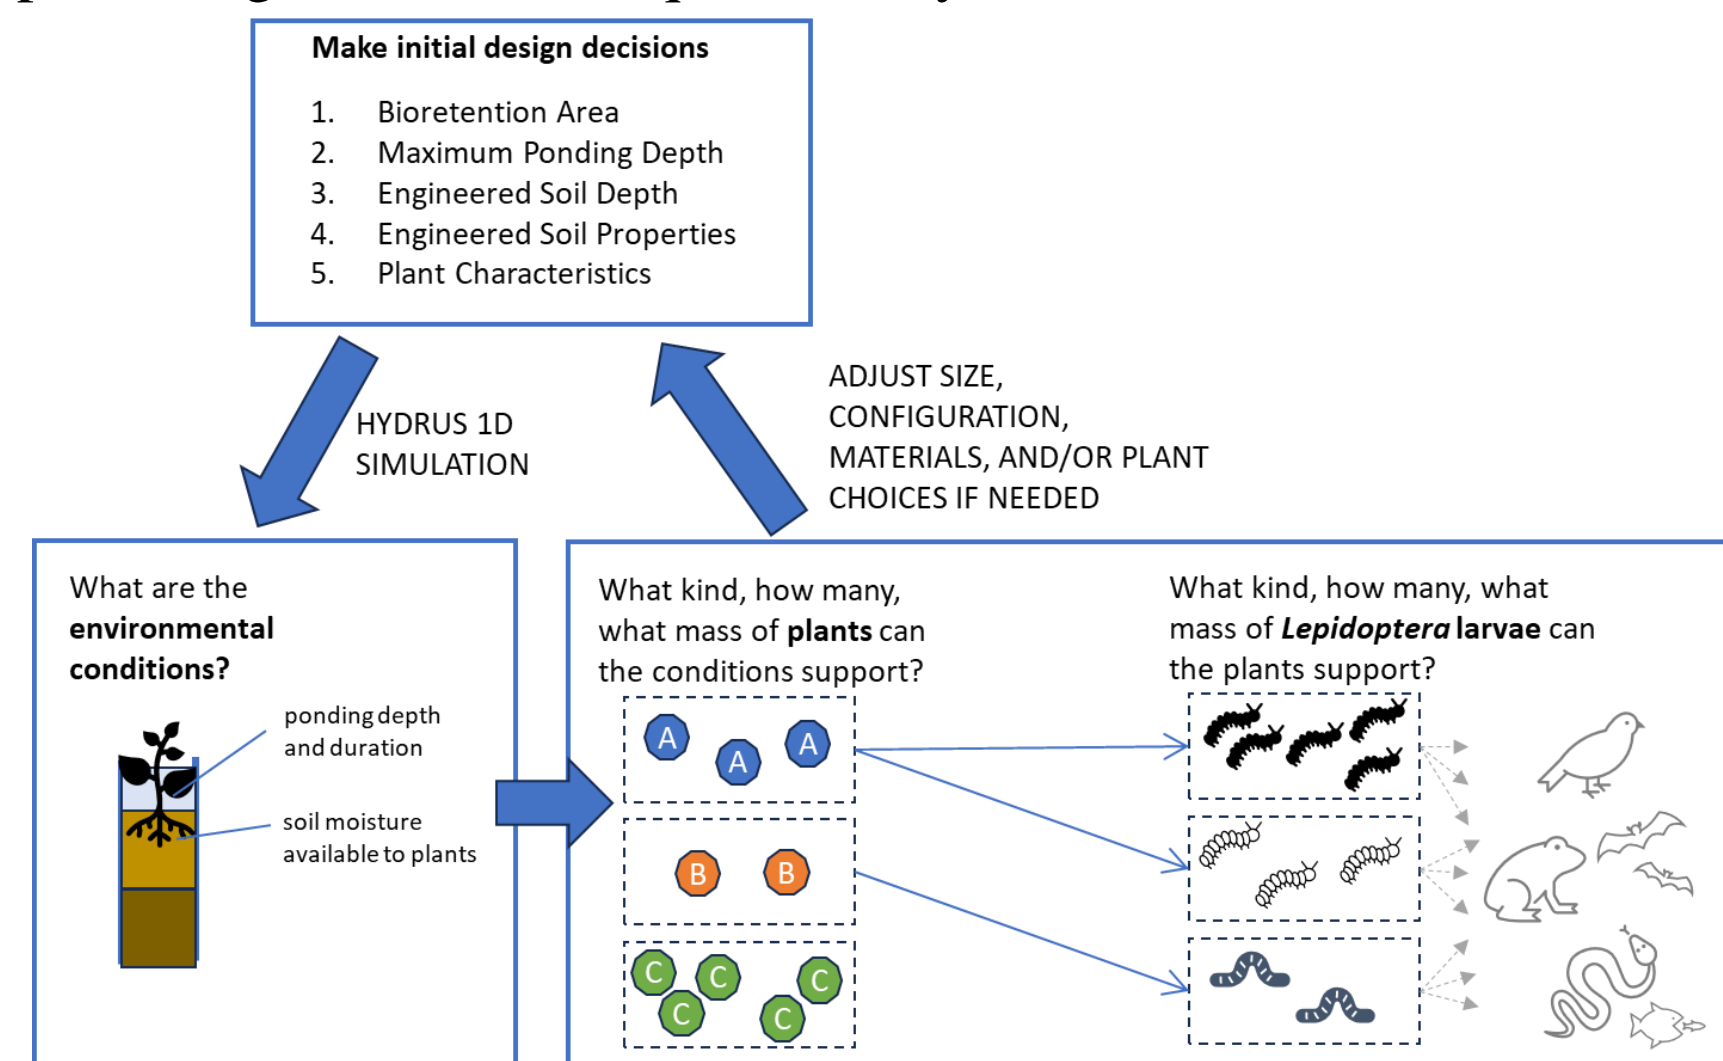 Make initial design decisions
1. Bioretention Area
2. Maximum Ponding Depth
3. Engineered Soil Depth
4. Engineered Soil Properties
5. Plant Characteristics
HYDRUS 1D
SIMULATION
ADJUST SIZE,
CONFIGURATION,
MATERIALS, AND/OR PLANT
CHOICES IF NEEDED
What are the
environmental
conditions?
ponding depth
and duration
soil moisture
available to plants
What kind, how many,
what mass of plants can
the conditions support?
A A A
B B
C C C
C C
What kind, how many, what
mass of Lepidoptera larvae can
the plants support?